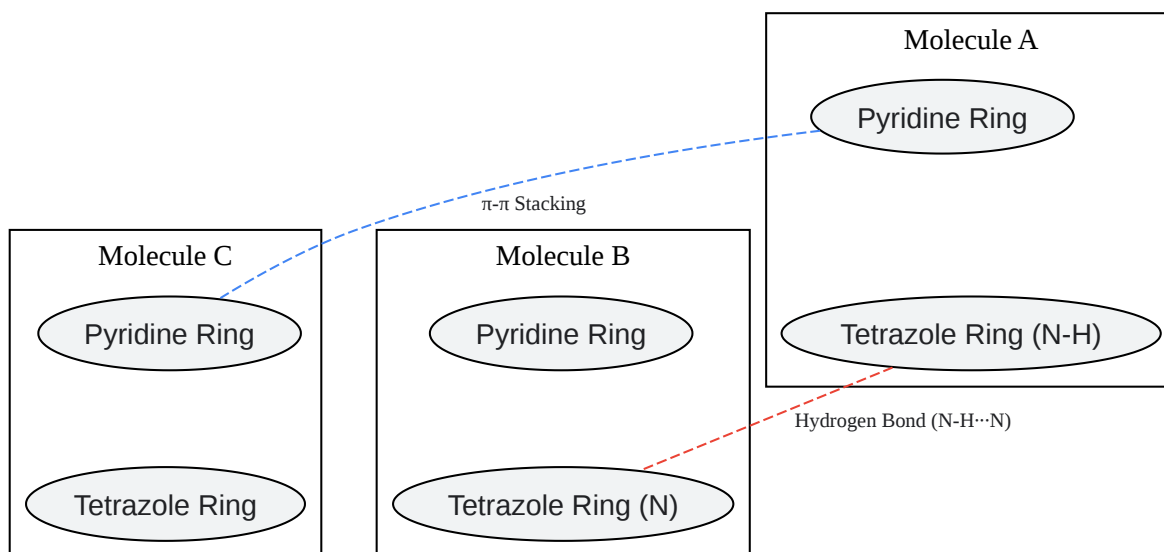 Molecule A
Pyridine Ring
π-π Stacking
Molecule C
Molecule B
Pyridine Ring
Pyridine Ring
Tetrazole Ring (N-H)
Hydrogen Bond (N-H···N)
Tetrazole Ring
Tetrazole Ring (N)